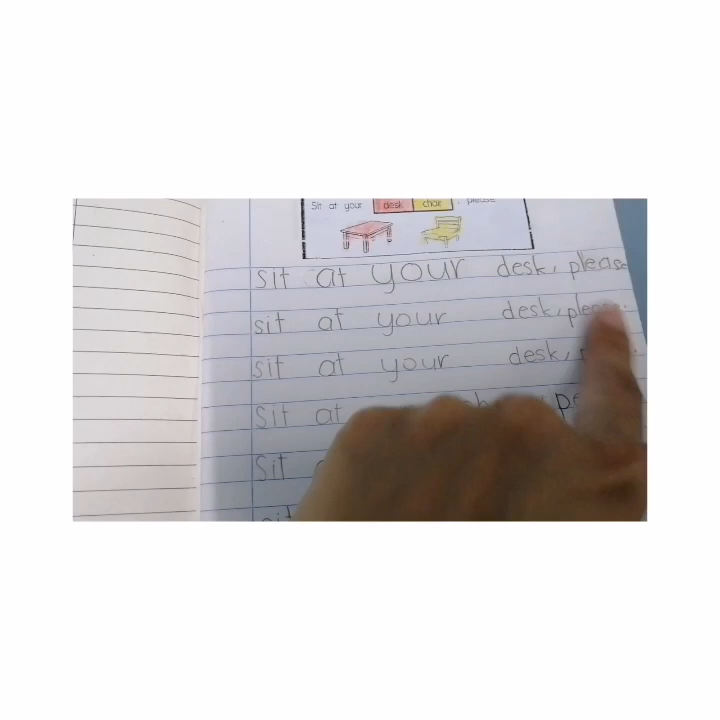 Sit at your desk chair , please
sit at your desk, please
sit at your desk, please.
sit at your desk,
Sit at
Sit